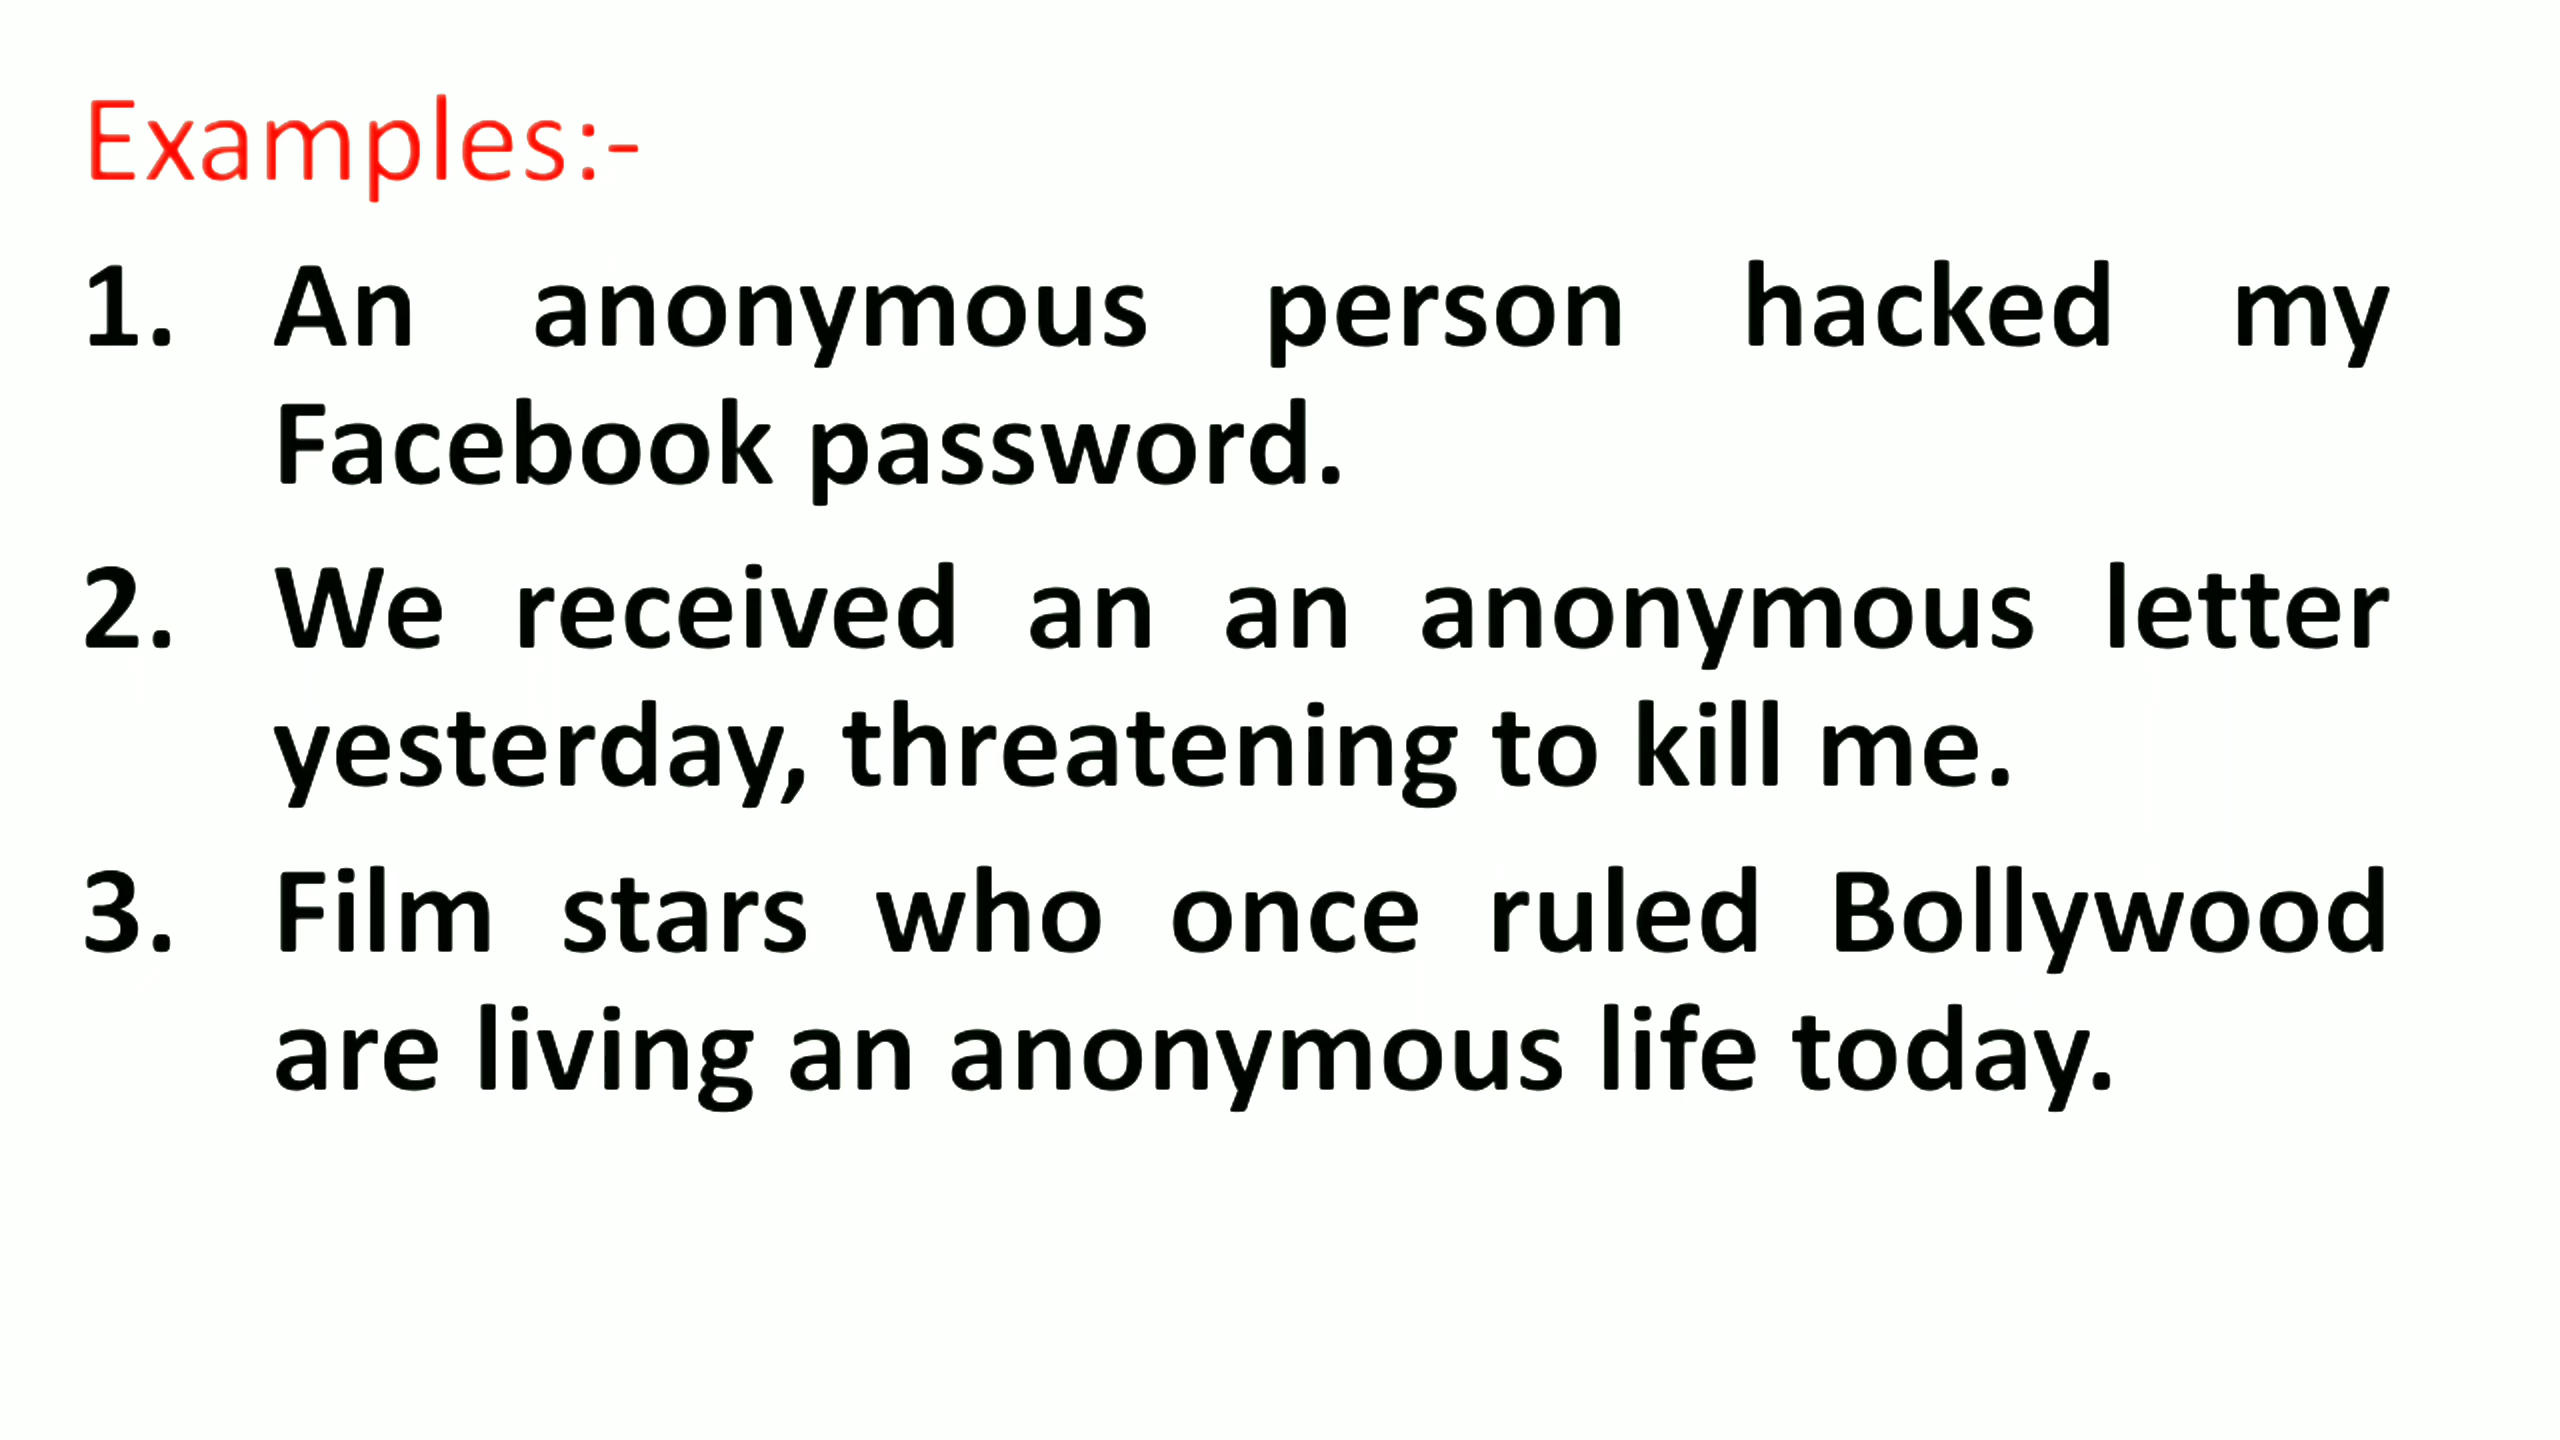 Examples:-
1. An anonymous person hacked my
Facebook password.
2. We received an an anonymous letter
yesterday, threatening to kill me.
3. Film stars who once ruled Bollywood
are living an anonymous life today.